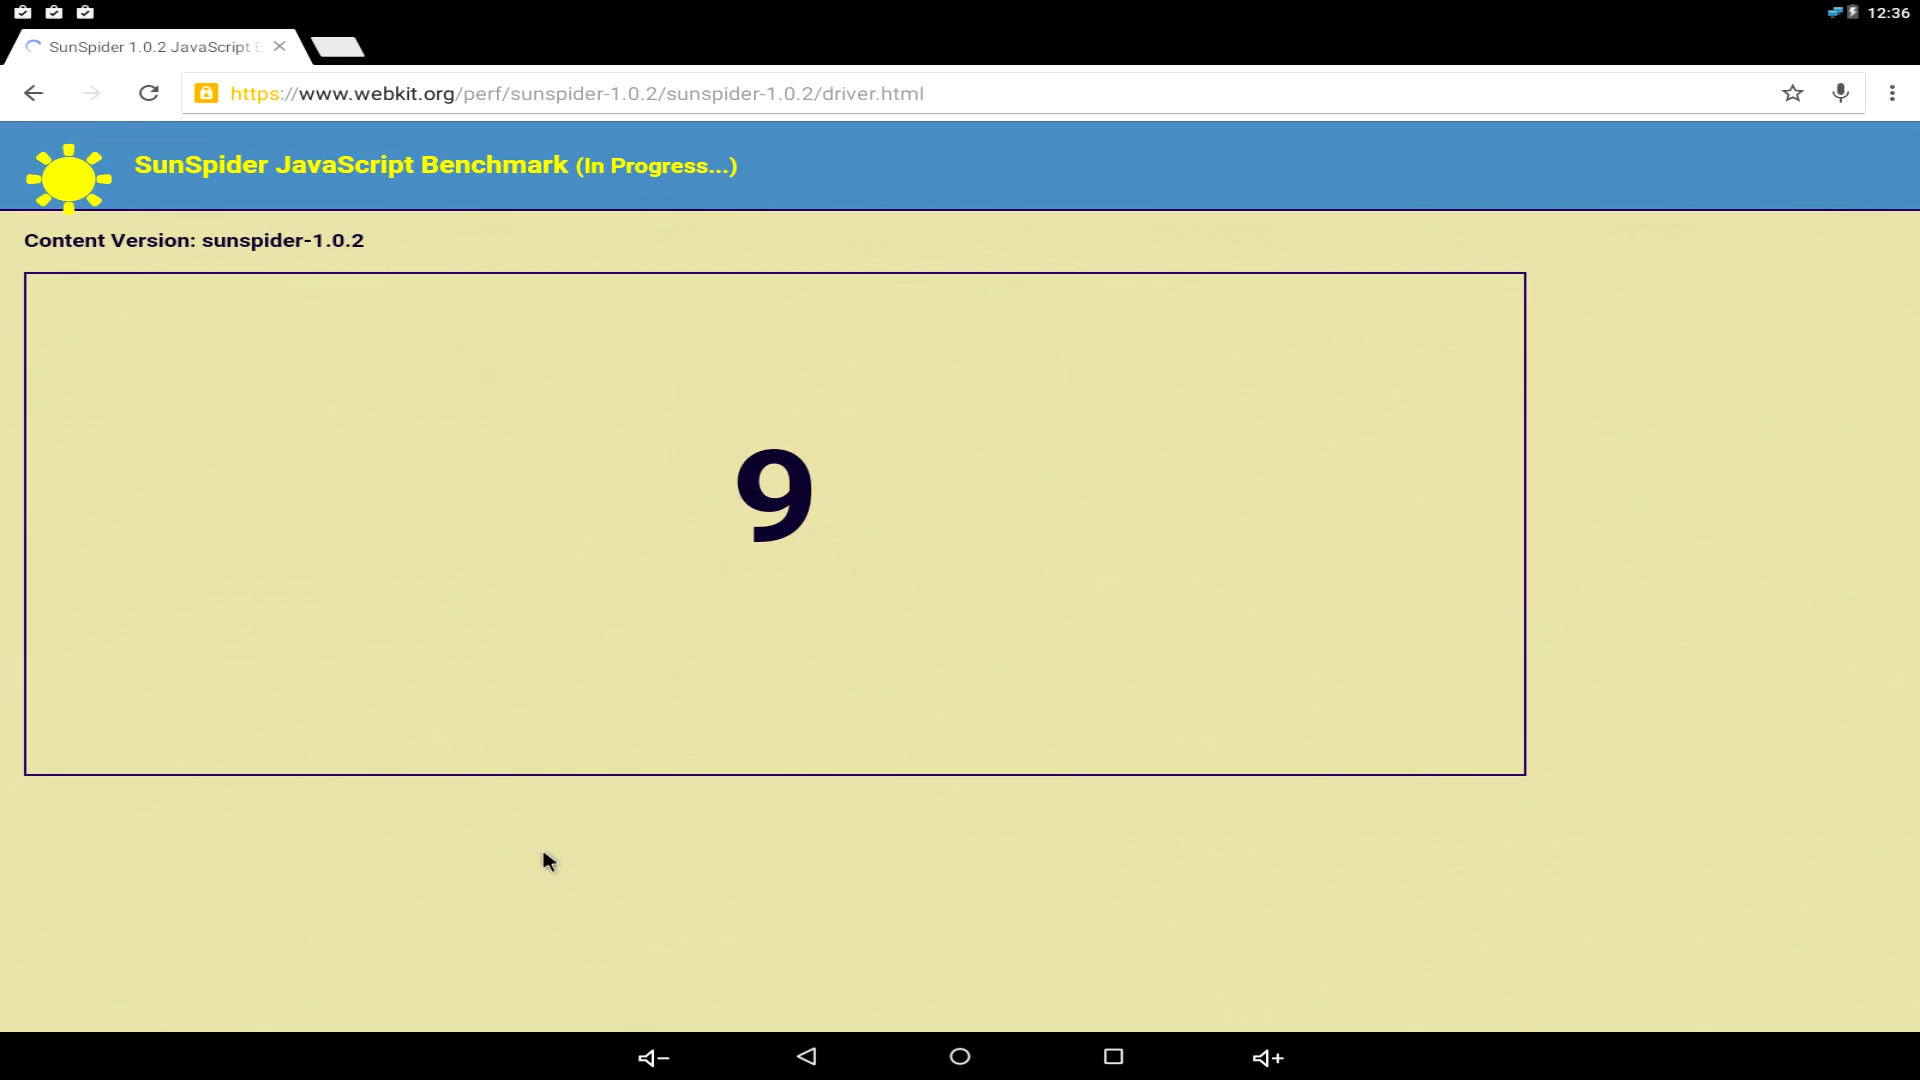 12:36
SunSpider 1.0.2 JavaScript
https://www.webkit.org/perf/sunspider-1.0.2/sunspider-1.0.2/driver.html
SunSpider JavaScript Benchmark (In Progress...)
Content Version: sunspider-1.0.2
9